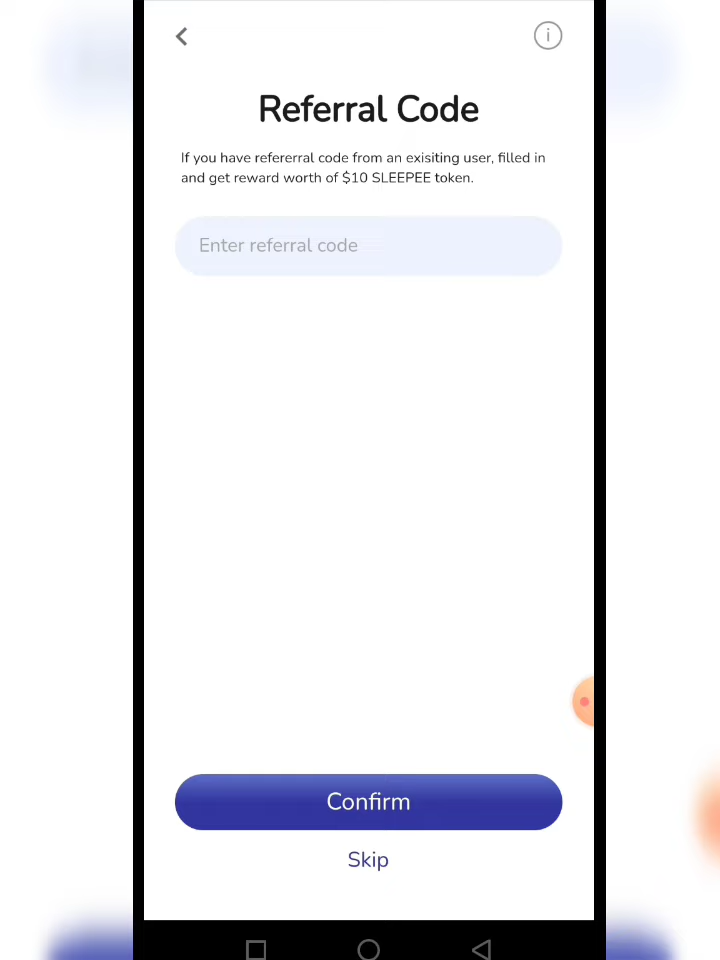 Referral Code
If you have refererral code from an exisiting user, filled in
and get reward worth of $10 SLEEPEE token.
Enter referral code
Confirm
Skip